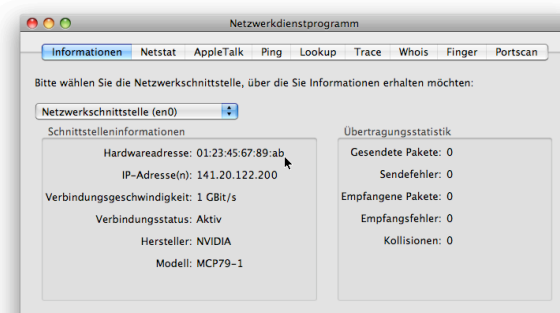 Netzwerkdienstprogramm
Informationen Netstat AppleTalk Ping Lookup Trace Whois Finger Portscan
Bitte wählen Sie die Netzwerkschnittstelle, über die Sie Informationen erhalten möchten:
Netzwerkschnittstelle (en0)
Schnittstelleninformationen
Hardwareadresse: 01:23:45:67:89:ab
IP-Adresse(n): 141.20.122.200
Verbindungsgeschwindigkeit: 1 GBit/s
Verbindungsstatus: Aktiv
Hersteller: NVIDIA
Modell: MCP79-1
Übertragungsstatistik
Gesendete Pakete: 0
Sendefehler: 0
Empfangene Pakete: 0
Empfangsfehler: 0
Kollisionen: 0